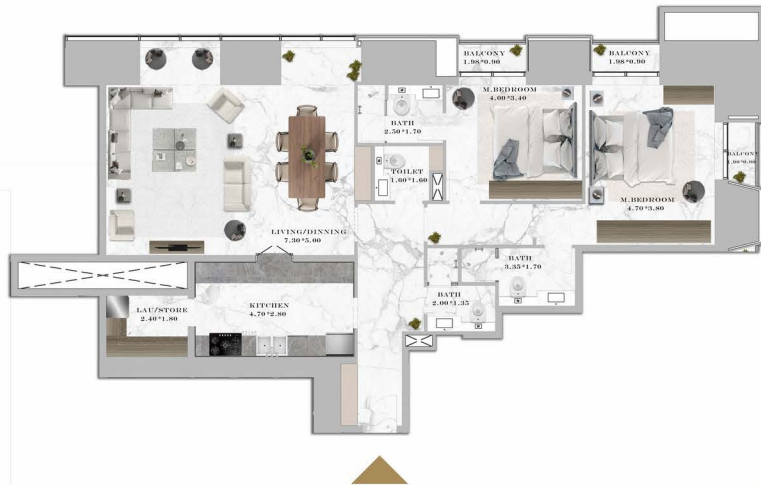 BALCONY
1.98*0.90
BALCONY
1.98*0.90
M.BEDROOM
4.00*3.40
BATH
2.50*1.70
BALCONY
TOILET
1.60*1.60
M.BEDROOM
4.70*3.80
LIVING/DINNING
7.30*5.00
BATH
3.35*1.70
BATH
2.00*1.35
LAU/STORE
2.40*1.80
KITCHEN
4.70*2.80